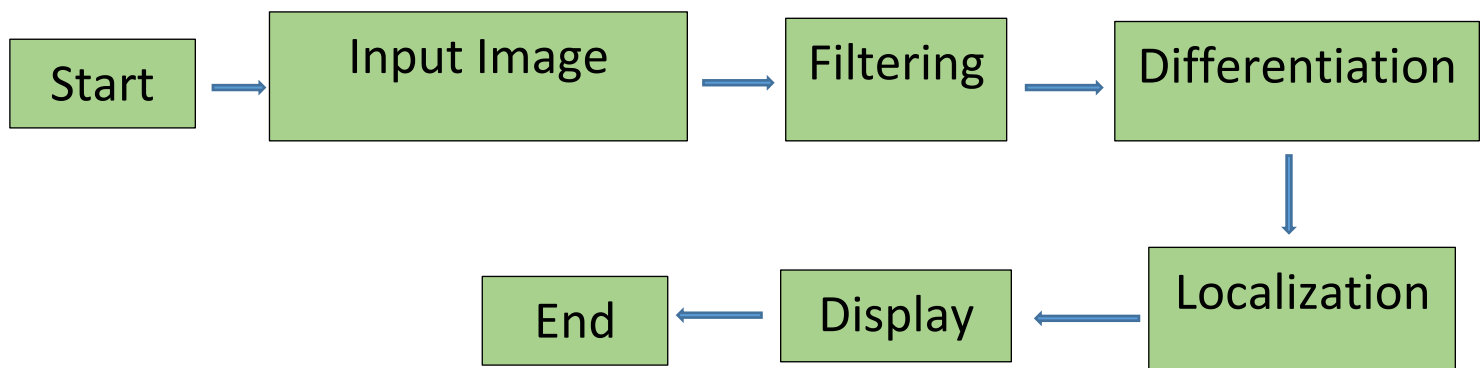 Start
Input Image
Filtering
Differentiation
Localization
Display
End